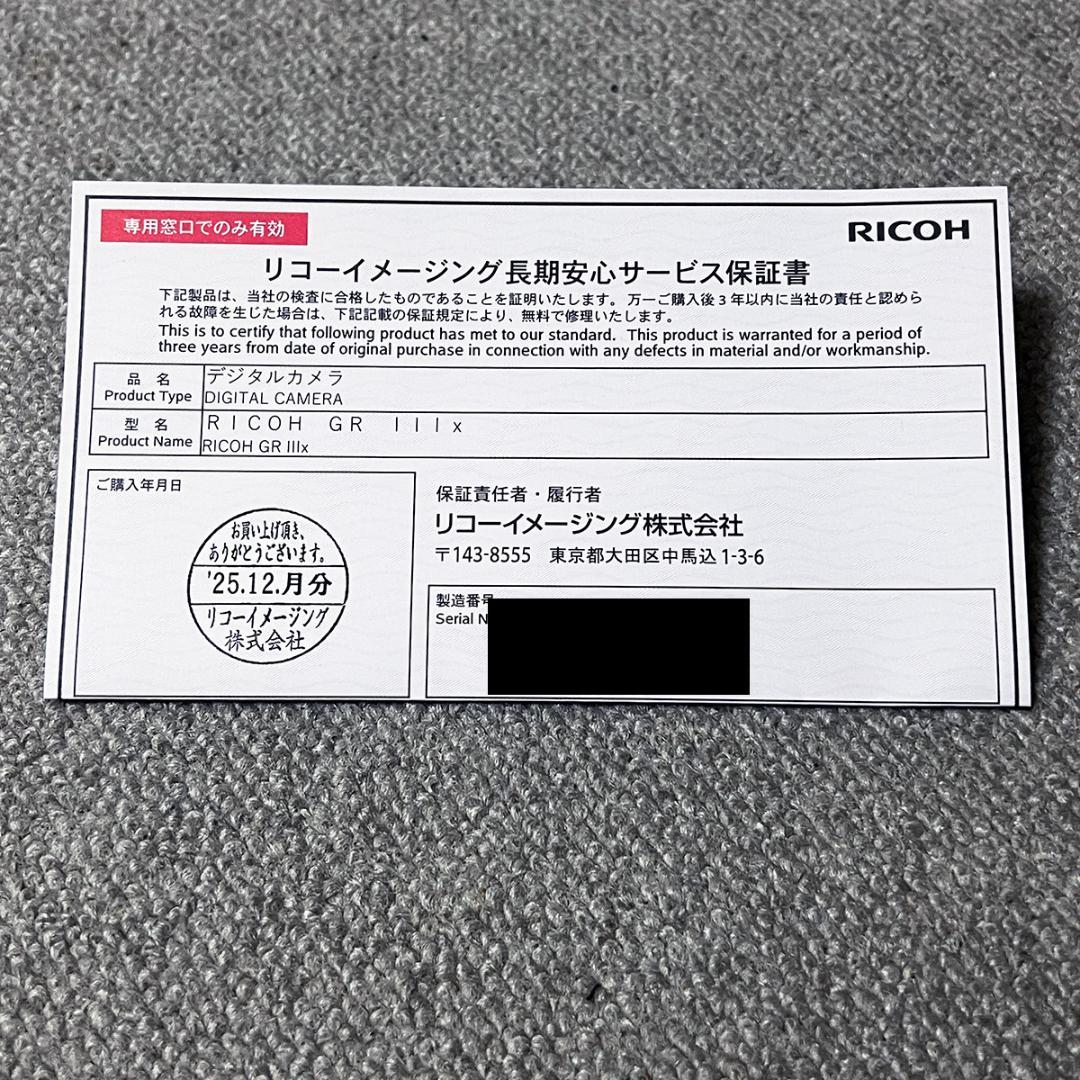 専用窓口でのみ有効
RICOH
リコーイメージング長期安心サービス保証書
下記製品は、当社の検査に合格したものであることを証明いたします。万一ご購入後3年以内に当社の責任と認めら
れる故障を生じた場合は、下記記載の保証規定により、無料で修理いたします。
This is to certify that following product has met to our standard. This product is warranted for a period of
three years from date of original purchase in connection with any defects in material and/or workmanship.
品 名 デジタルカメラ
Product Type DIGITAL CAMERA
型 名 RICOH GR IIIx
Product Name RICOH GR IIIx
ご購入年月日
お買い上げ頂き、
ありがとうございます。
'25.12.月分
リコーイメージング
株式会社
保証責任者・履行者
リコーイメージング株式会社
〒143-8555 東京都大田区中馬込1-3-6
製造番号
Serial N